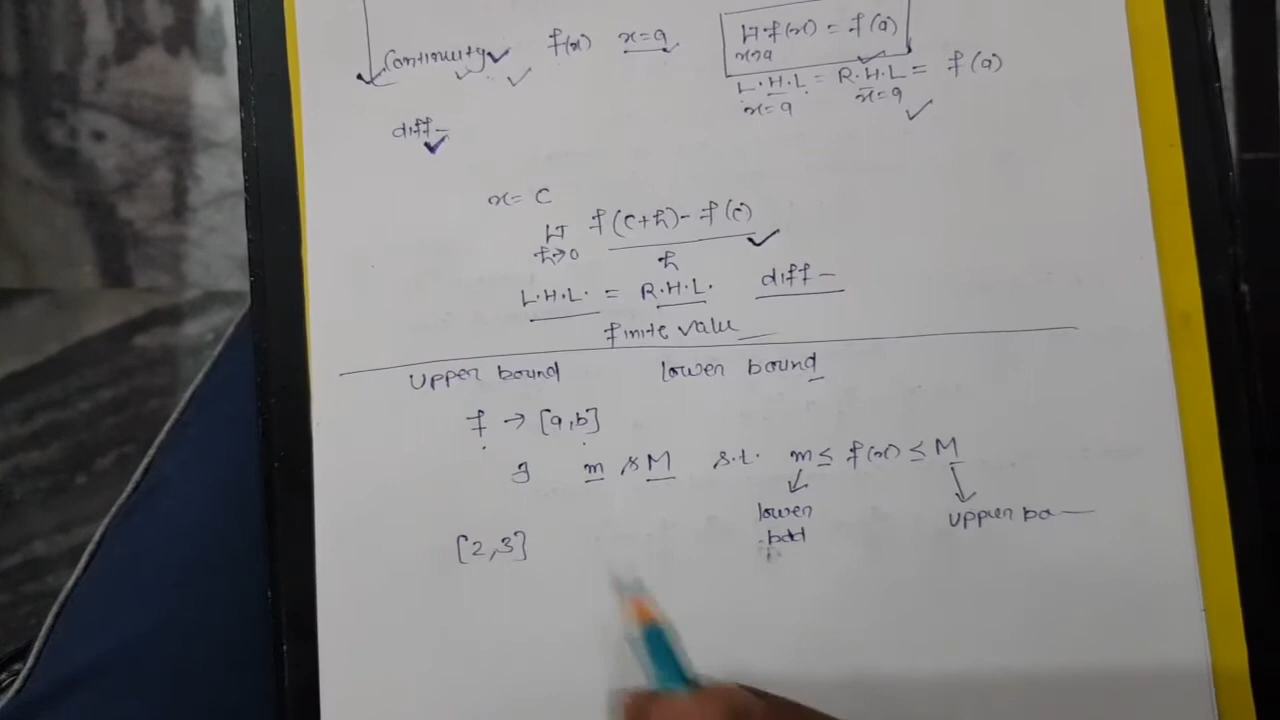 Continuity f(x) x=a Lt x→a f(x) = f(a)
L.H.L x=a = R.H.L x=a = f(a)
diff-
x= c
Lt h→0 f(c+h)- f(c) / h
L.H.L. = R.H.L. diff-
finite value
upper bound lower bound
f → [a,b]
∃ m & M s.t. m ≤ f(x) ≤ M
lower bdd
upper bo
[2,3]